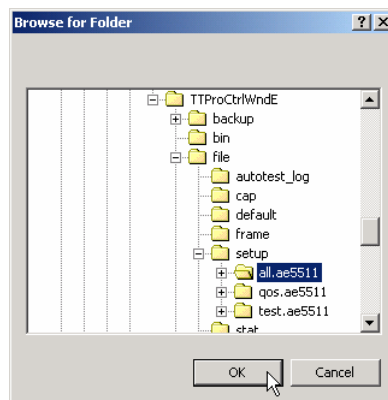 Browse for Folder
TTProCtrlWndE
backup
bin
file
autotest_log
cap
default
frame
setup
all.ae5511
qos.ae5511
test.ae5511
stat
OK
Cancel